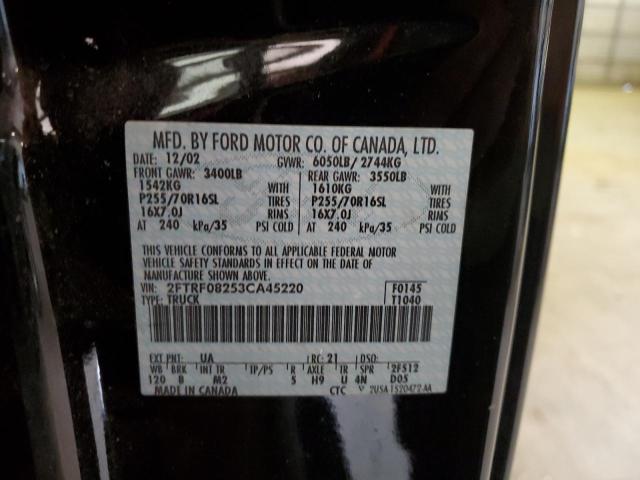 MFD. BY FORD MOTOR CO. OF CANADA, LTD.
DATE: 12/02 GVWR: 6050LB/ 2744KG
FRONT GAWR: 3400LB REAR GAWR: 3550LB
1542KG WITH 1610KG WITH
P255/70R16SL TIRES P255/70R16SL TIRES
16X7.0J RIMS 16X7.0J RIMS
AT 240 kPa/35 PSI COLD AT 240 kPa/35 PSI COLD
THIS VEHICLE CONFORMS TO ALL APPLICABLE FEDERAL MOTOR
VEHICLE SAFETY STANDARDS IN EFFECT ON THE DATE OF
MANUFACTURE SHOWN ABOVE.
VIN: 2FTRF08253CA45220 F0145
TYPE: TRUCK T1040
EXT PNT: UA RC: 21 DSO:
WB BRK INT TR TP/PS R AXLE TR SPR 2F512
120 B M2 5 H9 U 4N D05
MADE IN CANADA CTC 2USA 1520472 AA